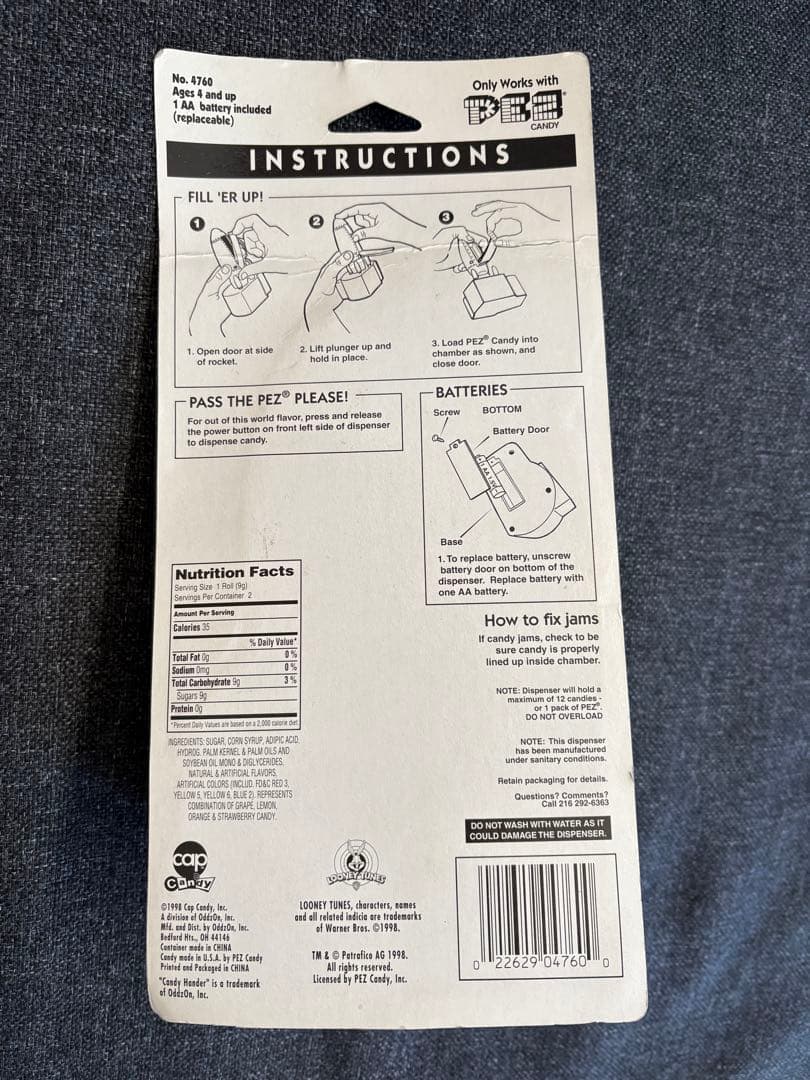 No. 4760
Ages 4 and up
1 AA battery included
(replaceable)
Only Works with
PEZ®
CANDY
INSTRUCTIONS
FILL 'ER UP!
1
2
3
1. Open door at side
of rocket.
2. Lift plunger up and
hold in place.
3. Load PEZ® Candy into
chamber as shown, and
close door.
PASS THE PEZ® PLEASE!
For out of this world flavor, press and release
the power button on front left side of dispenser
to dispense candy.
BATTERIES
Screw
BOTTOM
Battery Door
1 AA 1.5V
Base
1. To replace battery, unscrew
battery door on bottom of the
dispenser. Replace battery with
one AA battery.
Nutrition Facts
Serving Size 1 Roll (9g)
Servings Per Container 2
Amount Per Serving
Calories 35
% Daily Value*
Total Fat 0g 0%
Sodium 0mg 0%
Total Carbohydrate 9g 3%
Sugars 9g
Protein 0g
*Percent Daily Values are based on a 2,000 calorie diet
INGREDIENTS: SUGAR, CORN SYRUP, ADIPIC ACID,
HYDROG. PALM KERNEL & PALM OILS AND
SOYBEAN OIL MONO & DIGLYCERIDES,
NATURAL & ARTIFICIAL FLAVORS,
ARTIFICIAL COLORS (INCLUD. FD&C RED 3,
YELLOW 5, YELLOW 6, BLUE 2). REPRESENTS
COMBINATION OF GRAPE, LEMON,
ORANGE & STRAWBERRY CANDY.
How to fix jams
If candy jams, check to be
sure candy is properly
lined up inside chamber.
NOTE: Dispenser will hold a
maximum of 12 candies -
or 1 pack of PEZ®.
DO NOT OVERLOAD
NOTE: This dispenser
has been manufactured
under sanitary conditions.
Retain packaging for details.
Questions? Comments?
Call 216 292-6363
DO NOT WASH WITH WATER AS IT
COULD DAMAGE THE DISPENSER.
cap
Candy
©1998 Cap Candy, Inc.
A division of OddzOn, Inc.
Mfd. and Dist. by OddzOn, Inc.
Bedford Hts., OH 44146
Container made in CHINA
Candy made in U.S.A. by PEZ Candy
Printed and Packaged in CHINA
"Candy Hander" is a trademark
of OddzOn, Inc.
LOONEY TUNES
LOONEY TUNES, characters, names
and all related indicia are trademarks
of Warner Bros. ©1998.
TM & © Patrafico AG 1998.
All rights reserved.
Licensed by PEZ Candy, Inc.
0 22629 04760 0